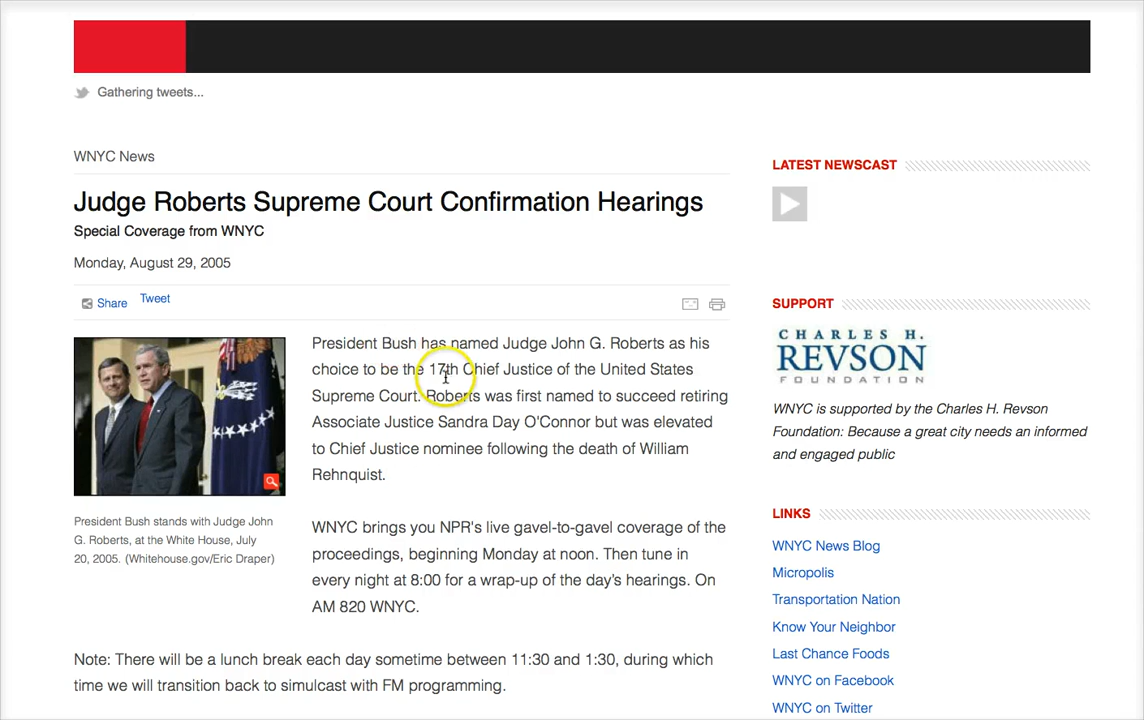 Gathering tweets...
WNYC News
Judge Roberts Supreme Court Confirmation Hearings
Special Coverage from WNYC
Monday, August 29, 2005
Share Tweet
President Bush has named Judge John G. Roberts as his
choice to be the 17th Chief Justice of the United States
Supreme Court. Roberts was first named to succeed retiring
Associate Justice Sandra Day O'Connor but was elevated
to Chief Justice nominee following the death of William
Rehnquist.
President Bush stands with Judge John
G. Roberts, at the White House, July
20, 2005. (Whitehouse.gov/Eric Draper)
WNYC brings you NPR's live gavel-to-gavel coverage of the
proceedings, beginning Monday at noon. Then tune in
every night at 8:00 for a wrap-up of the day's hearings. On
AM 820 WNYC.
Note: There will be a lunch break each day sometime between 11:30 and 1:30, during which
time we will transition back to simulcast with FM programming.
LATEST NEWSCAST
SUPPORT
CHARLES H.
REVSON
FOUNDATION
WNYC is supported by the Charles H. Revson
Foundation: Because a great city needs an informed
and engaged public
LINKS
WNYC News Blog
Micropolis
Transportation Nation
Know Your Neighbor
Last Chance Foods
WNYC on Facebook
WNYC on Twitter